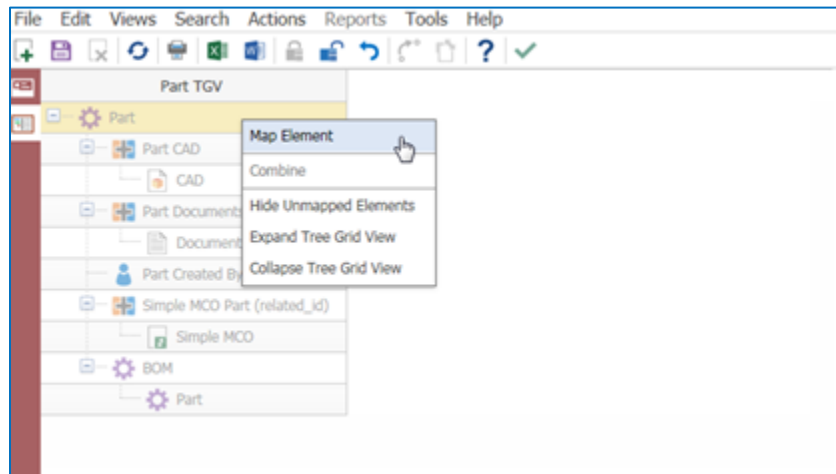 File Edit Views Search Actions Reports Tools Help
Part TGV
Part
Part CAD
CAD
Part Documents
Document
Part Created By
Simple MCO Part (related_id)
Simple MCO
BOM
Part
Map Element
Combine
Hide Unmapped Elements
Expand Tree Grid View
Collapse Tree Grid View